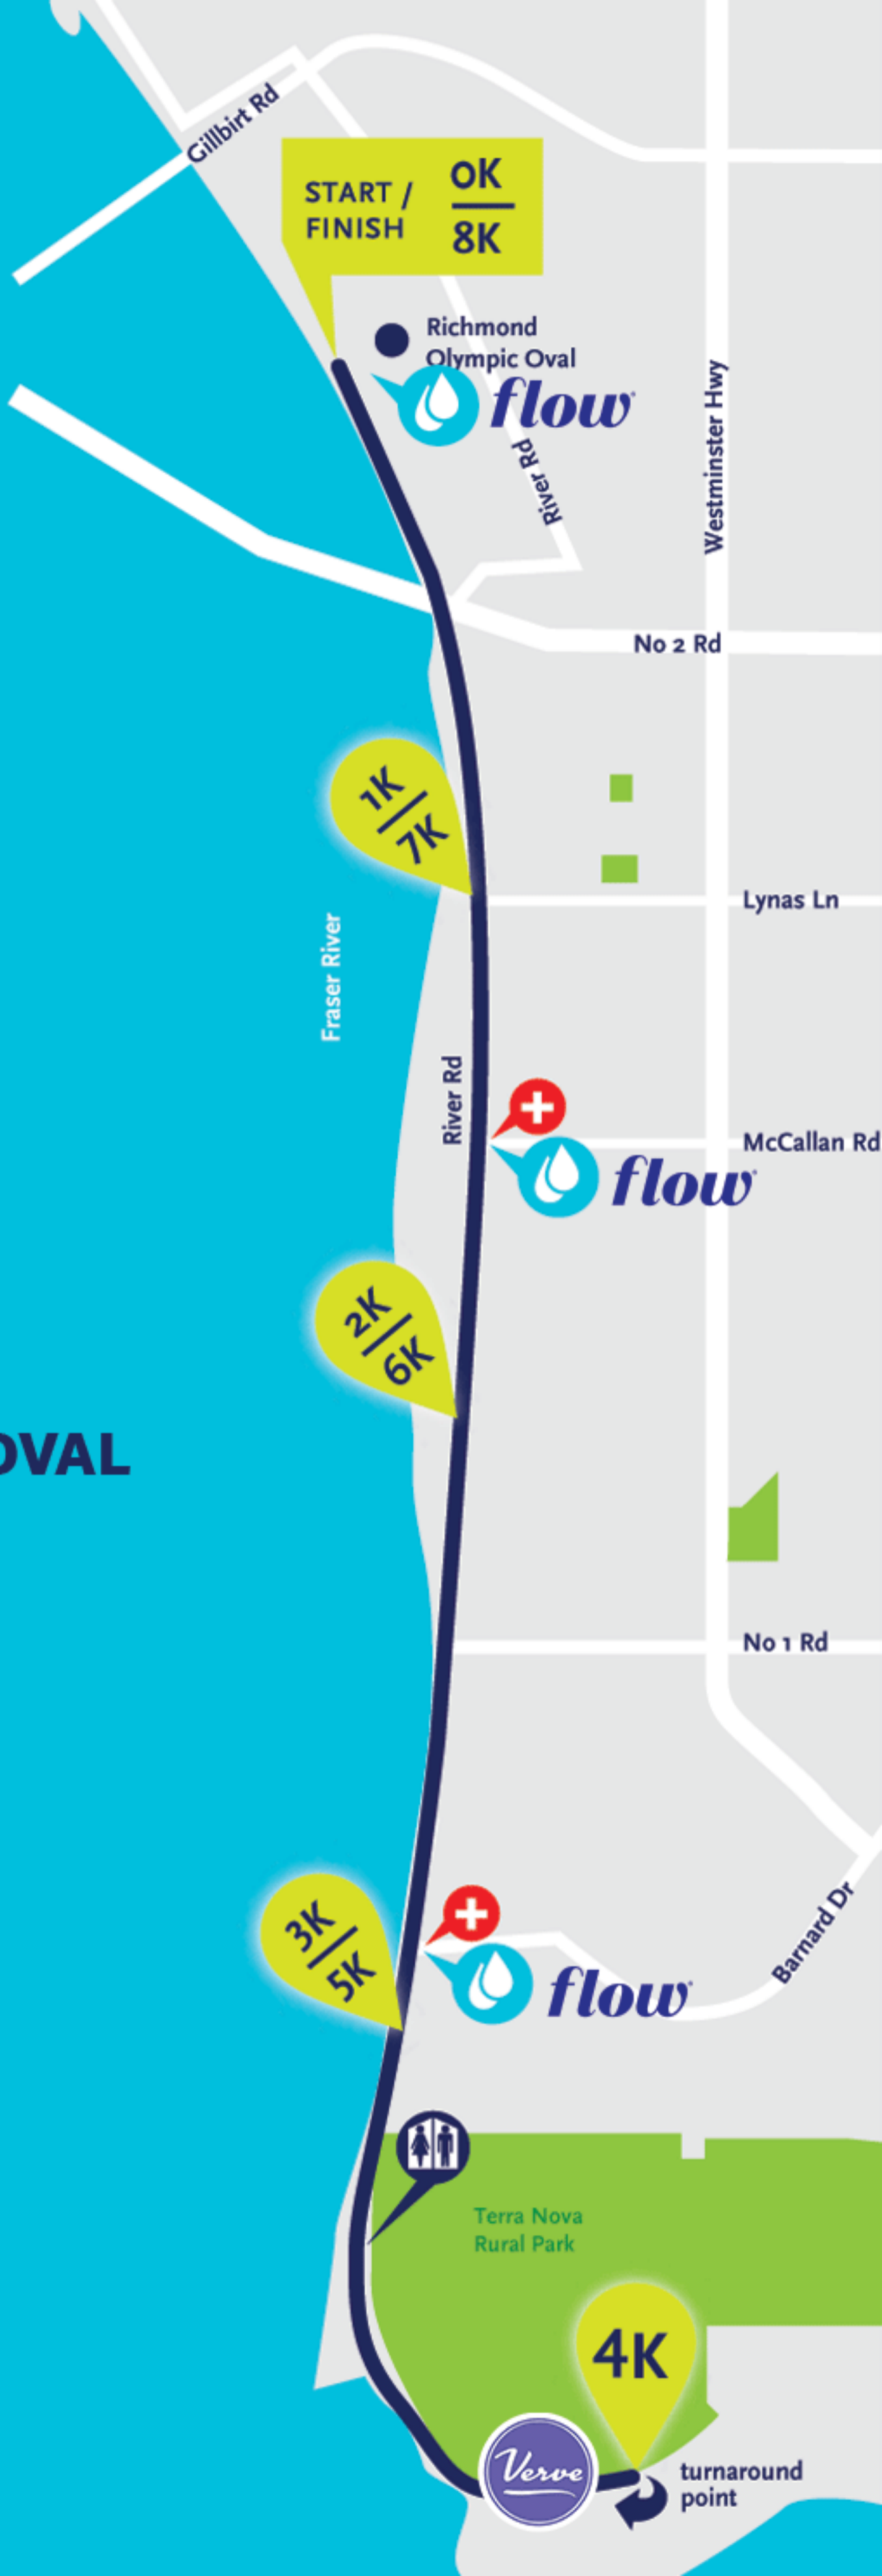 Gillbirt Rd
START /
FINISH
0K
8K
Richmond
Olympic Oval
flow
River Rd
Westminster Hwy
No 2 Rd
1K
7K
Lynas Ln
Fraser River
River Rd
McCallan Rd
flow
2K
6K
OVAL
No 1 Rd
Barnard Dr
3K
5K
flow
Terra Nova
Rural Park
4K
Verve
turnaround
point